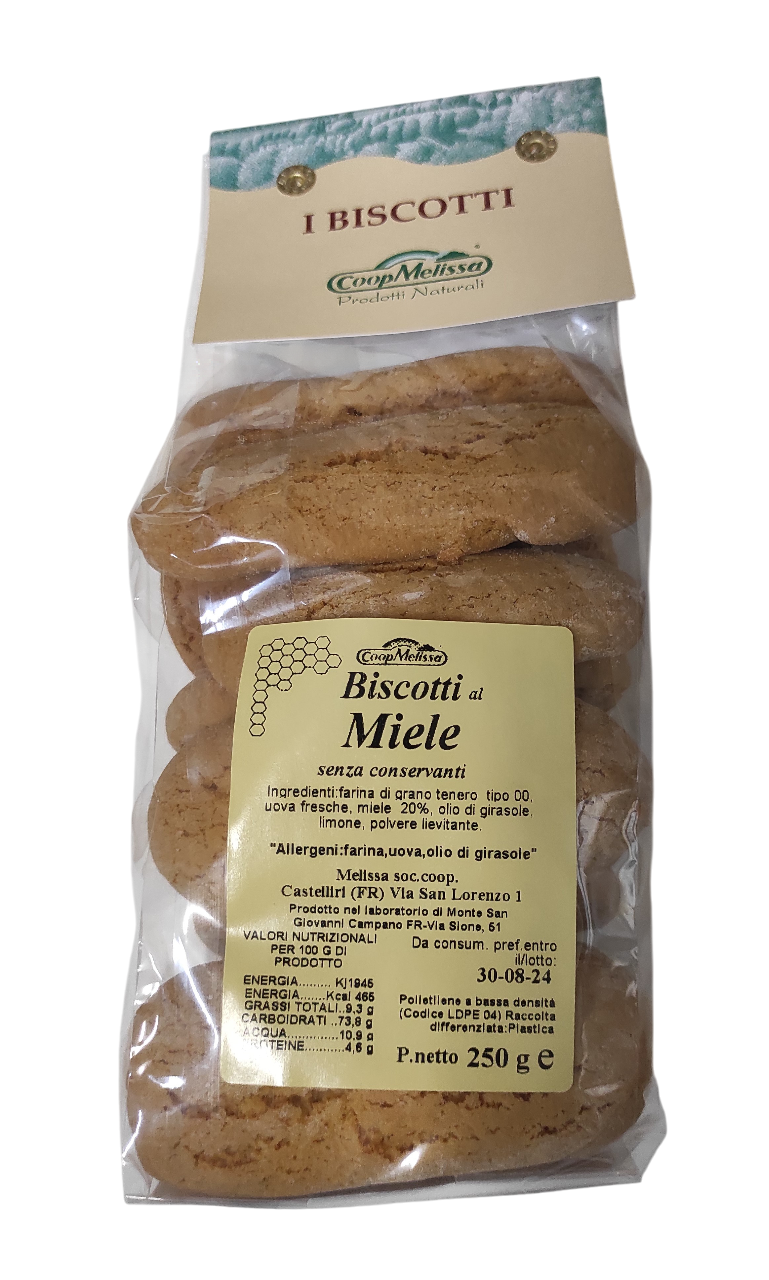 I BISCOTTI
CoopMelissa
Prodotti Naturali
CoopMelissa
Biscotti al
Miele
senza conservanti
Ingredienti:farina di grano tenero tipo 00,
uova fresche, miele 20%, olio di girasole,
limone, polvere lievitante.
"Allergeni:farina,uova,olio di girasole"
Melissa soc.coop.
Castelliri (FR) Via San Lorenzo 1
Prodotto nel laboratorio di Monte San
Giovanni Campano FR-Via Sione, 51
VALORI NUTRIZIONALI
PER 100 G DI
PRODOTTO
ENERGIA......... Kj1945
ENERGIA.......Kcal 465
GRASSI TOTALI..9,3 g
CARBOIDRATI ..73,8 g
ACQUA..............10,9 g
PROTEINE..........4,6 g
Da consum. pref.entro
il/lotto:
30-08-24
Polietilene a bassa densità
(Codice LDPE 04) Raccolta
differenziata:Plastica
P.netto 250 g e